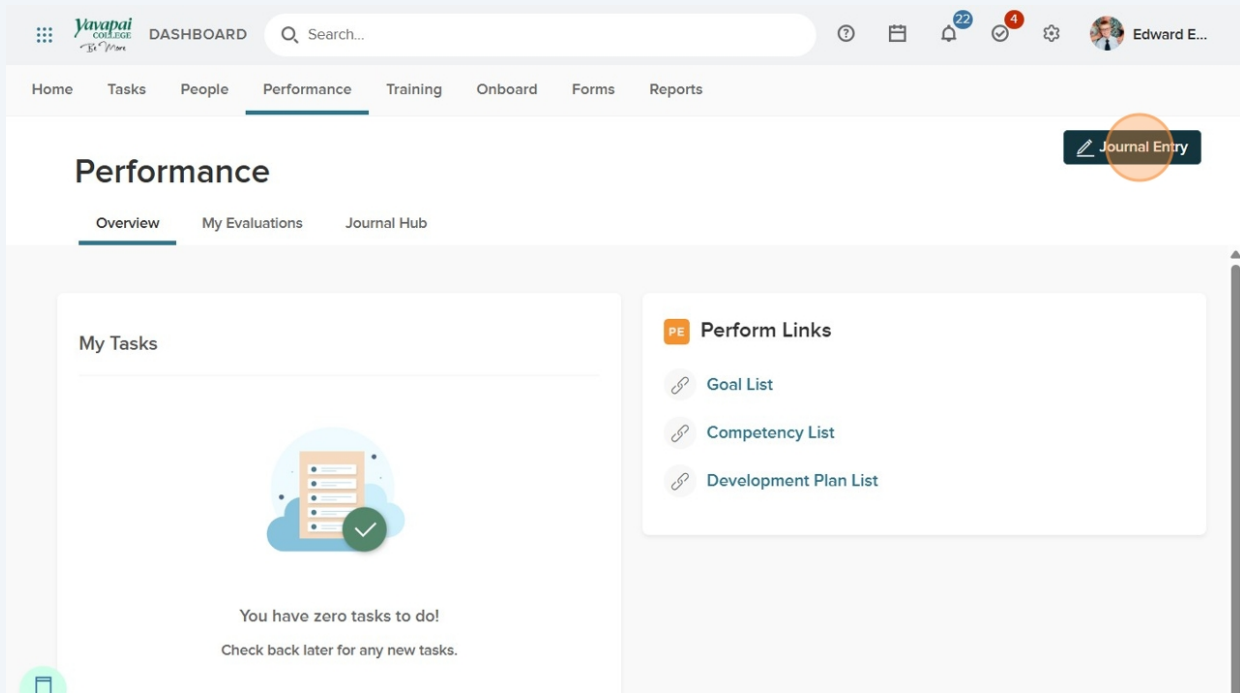 Yavapai
COLLEGE
Be More
DASHBOARD
Search...
22
4
Edward E...
Home Tasks People Performance Training Onboard Forms Reports
Journal Entry
Performance
Overview My Evaluations Journal Hub
My Tasks
You have zero tasks to do!
Check back later for any new tasks.
PE Perform Links
Goal List
Competency List
Development Plan List